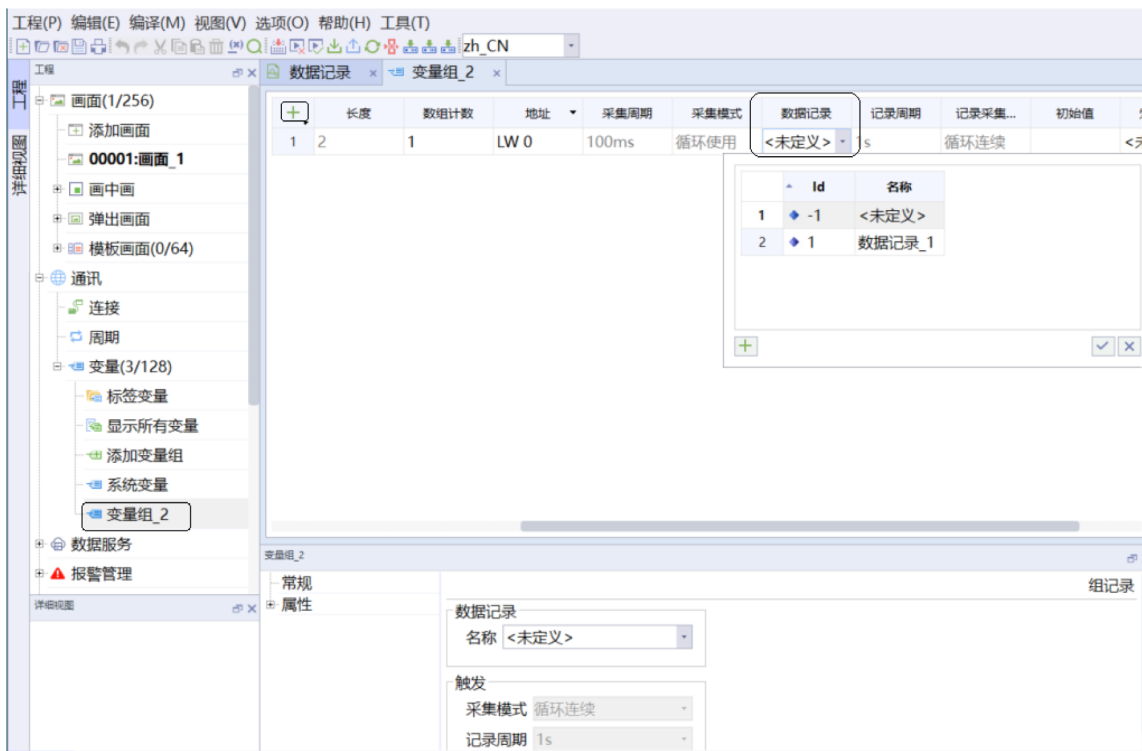 工程(P) 编辑(E) 编译(M) 视图(V) 选项(O) 帮助(H) 工具(T)
zh_CN
工程
详细视图
工程
画面(1/256)
添加画面
00001:画面_1
画中画
弹出画面
模板画面(0/64)
通讯
连接
周期
变量(3/128)
标签变量
显示所有变量
添加变量组
系统变量
变量组_2
数据服务
报警管理
详细视图
数据记录 × 变量组_2 ×
长度 数组计数 地址 采集周期 采集模式 数据记录 记录周期 记录采集... 初始值
1 2 1 LW 0 100ms 循环使用 <未定义> 1s 循环连续
Id 名称
1 -1 <未定义>
2 1 数据记录_1
变量组_2
常规
属性
组记录
数据记录
名称 <未定义>
触发
采集模式 循环连续
记录周期 1s